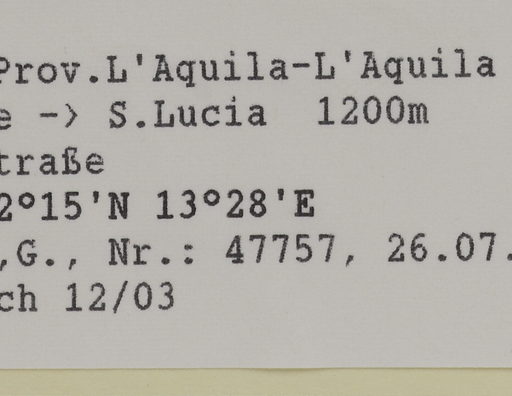 Prov.L'Aquila-L'Aquila
e -> S.Lucia 1200m
traße
2°15'N 13°28'E
,G., Nr.: 47757, 26.07.
ch 12/03